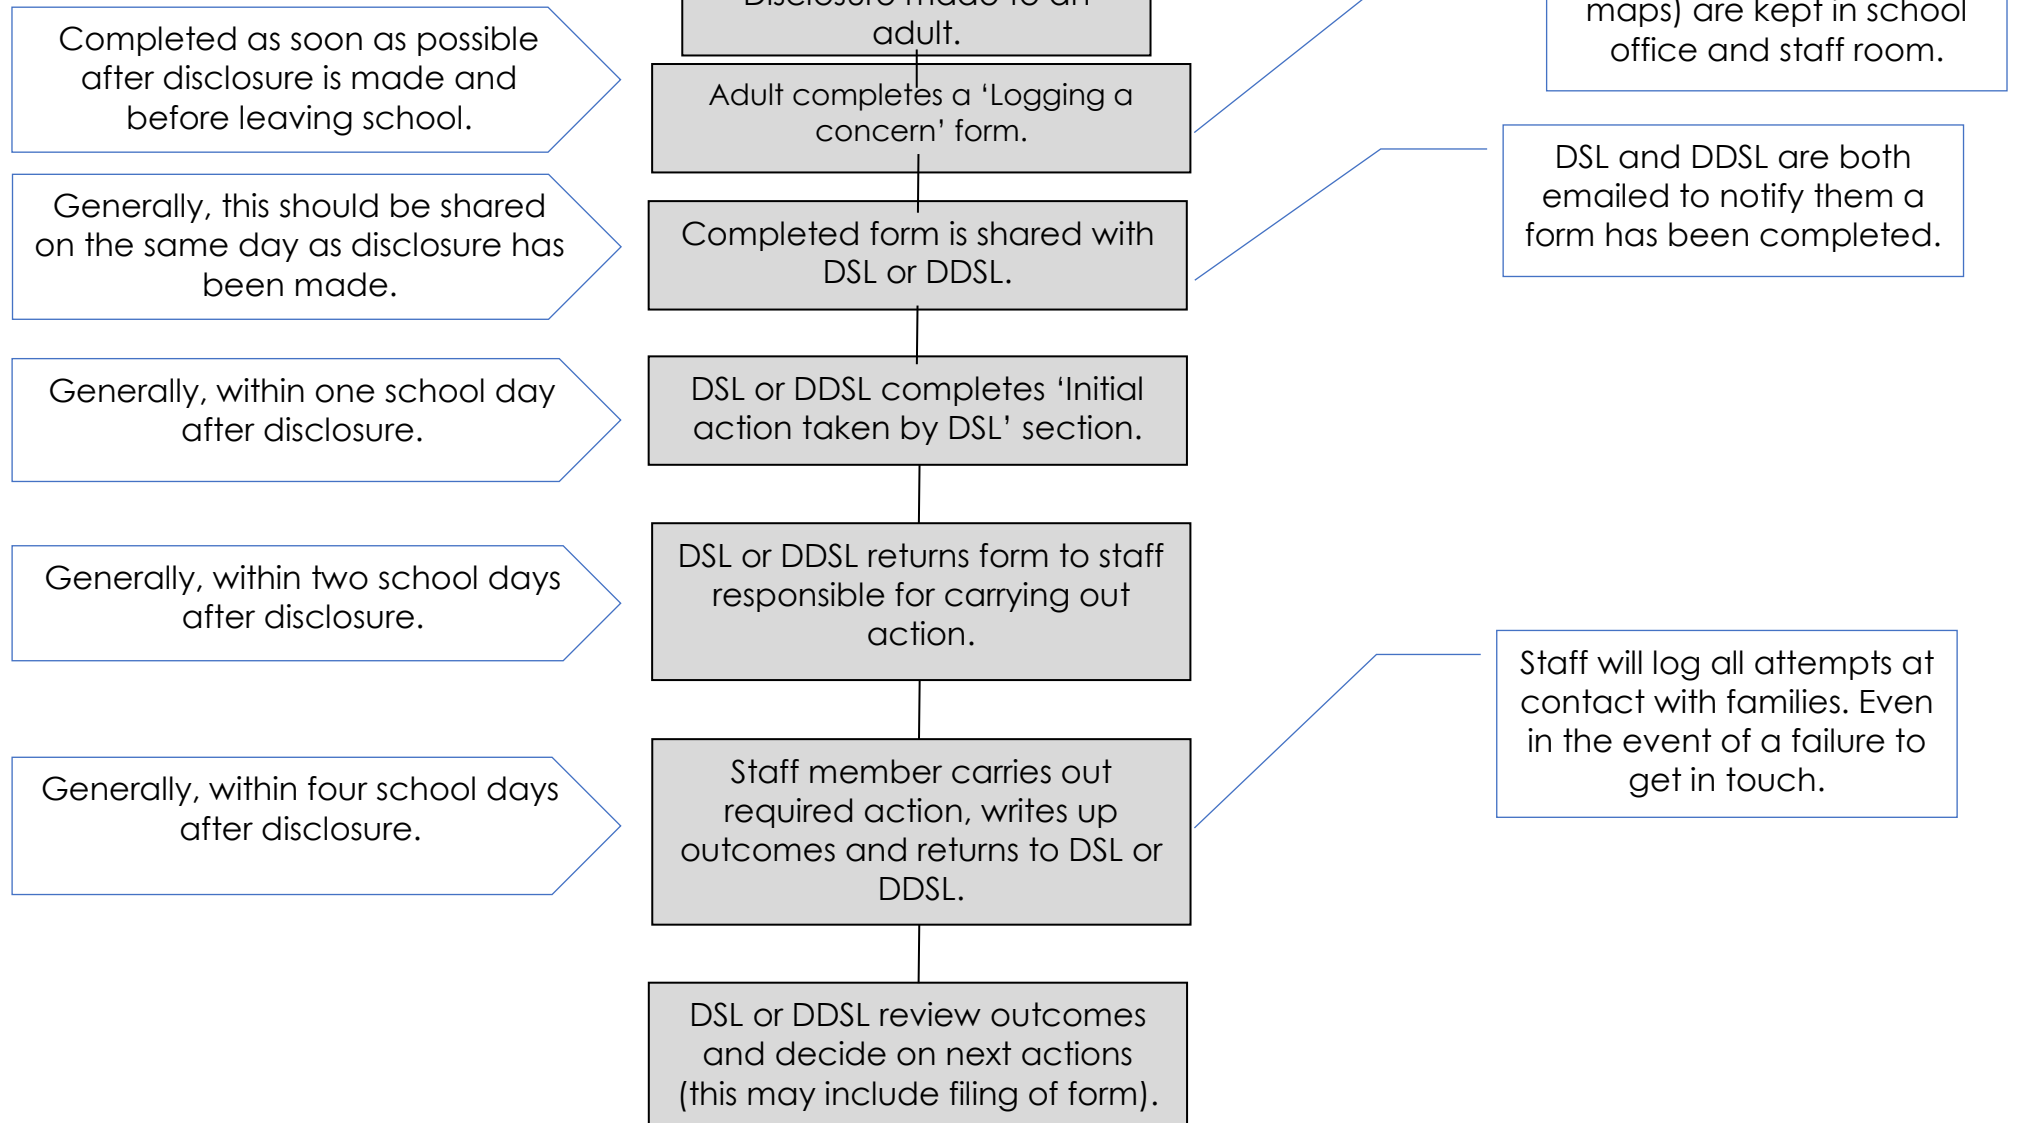 Disclosure made to an
adult.
maps) are kept in school
office and staff room.
Completed as soon as possible
after disclosure is made and
before leaving school.
Adult completes a ‘Logging a
concern’ form.
DSL and DDSL are both
emailed to notify them a
form has been completed.
Generally, this should be shared
on the same day as disclosure has
been made.
Completed form is shared with
DSL or DDSL.
Generally, within one school day
after disclosure.
DSL or DDSL completes ‘Initial
action taken by DSL’ section.
Generally, within two school days
after disclosure.
DSL or DDSL returns form to staff
responsible for carrying out
action.
Staff will log all attempts at
contact with families. Even
in the event of a failure to
get in touch.
Generally, within four school days
after disclosure.
Staff member carries out
required action, writes up
outcomes and returns to DSL or
DDSL.
DSL or DDSL review outcomes
and decide on next actions
(this may include filing of form).